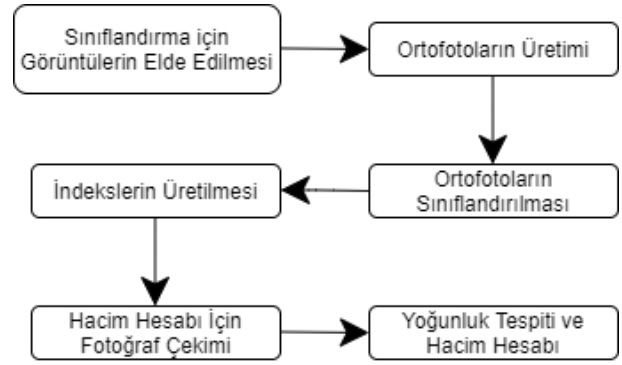 Sınıflandırma için
Görüntülerin Elde Edilmesi
Ortofotoların Üretimi
Ortofotoların
Sınıflandırılması
İndekslerin Üretilmesi
Hacim Hesabı İçin
Fotoğraf Çekimi
Yoğunluk Tespiti ve
Hacim Hesabı